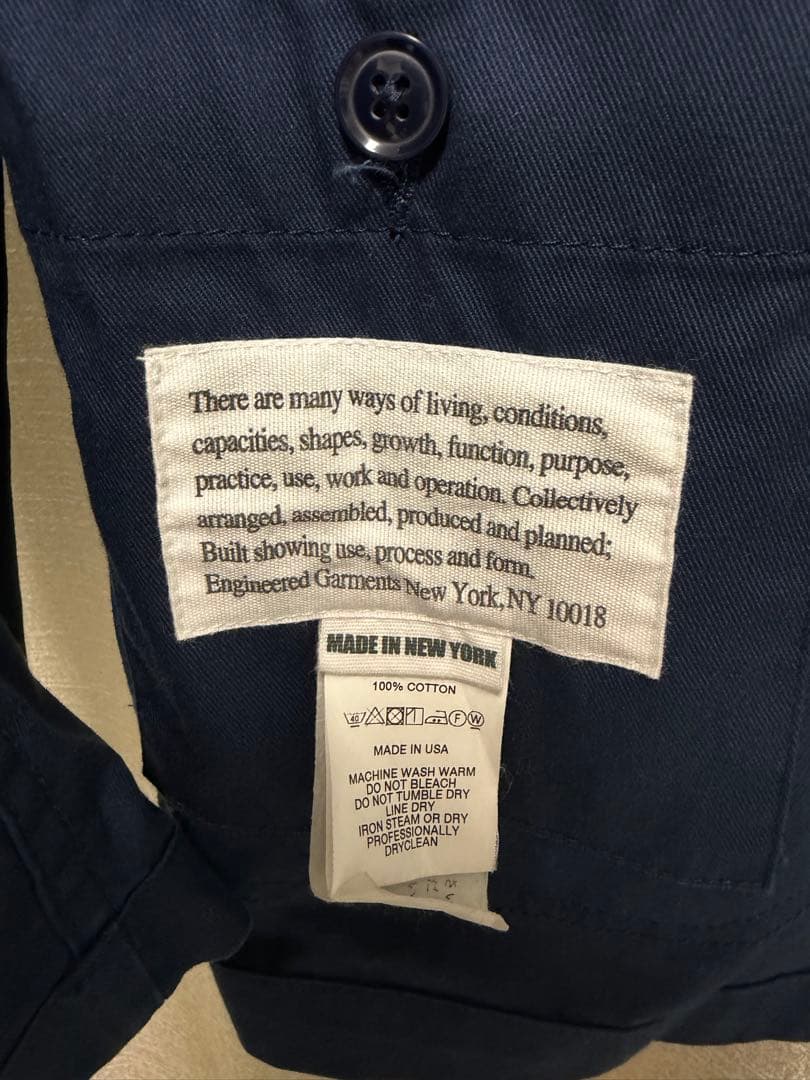 There are many ways of living, conditions,
capacities, shapes, growth, function, purpose,
practice, use, work and operation. Collectively
arranged, assembled, produced and planned;
Built showing use, process and form.
Engineered Garments New York, NY 10018
MADE IN NEW YORK
100% COTTON
40 F W
MADE IN USA
MACHINE WASH WARM
DO NOT BLEACH
DO NOT TUMBLE DRY
LINE DRY
IRON STEAM OR DRY
PROFESSIONALLY
DRYCLEAN